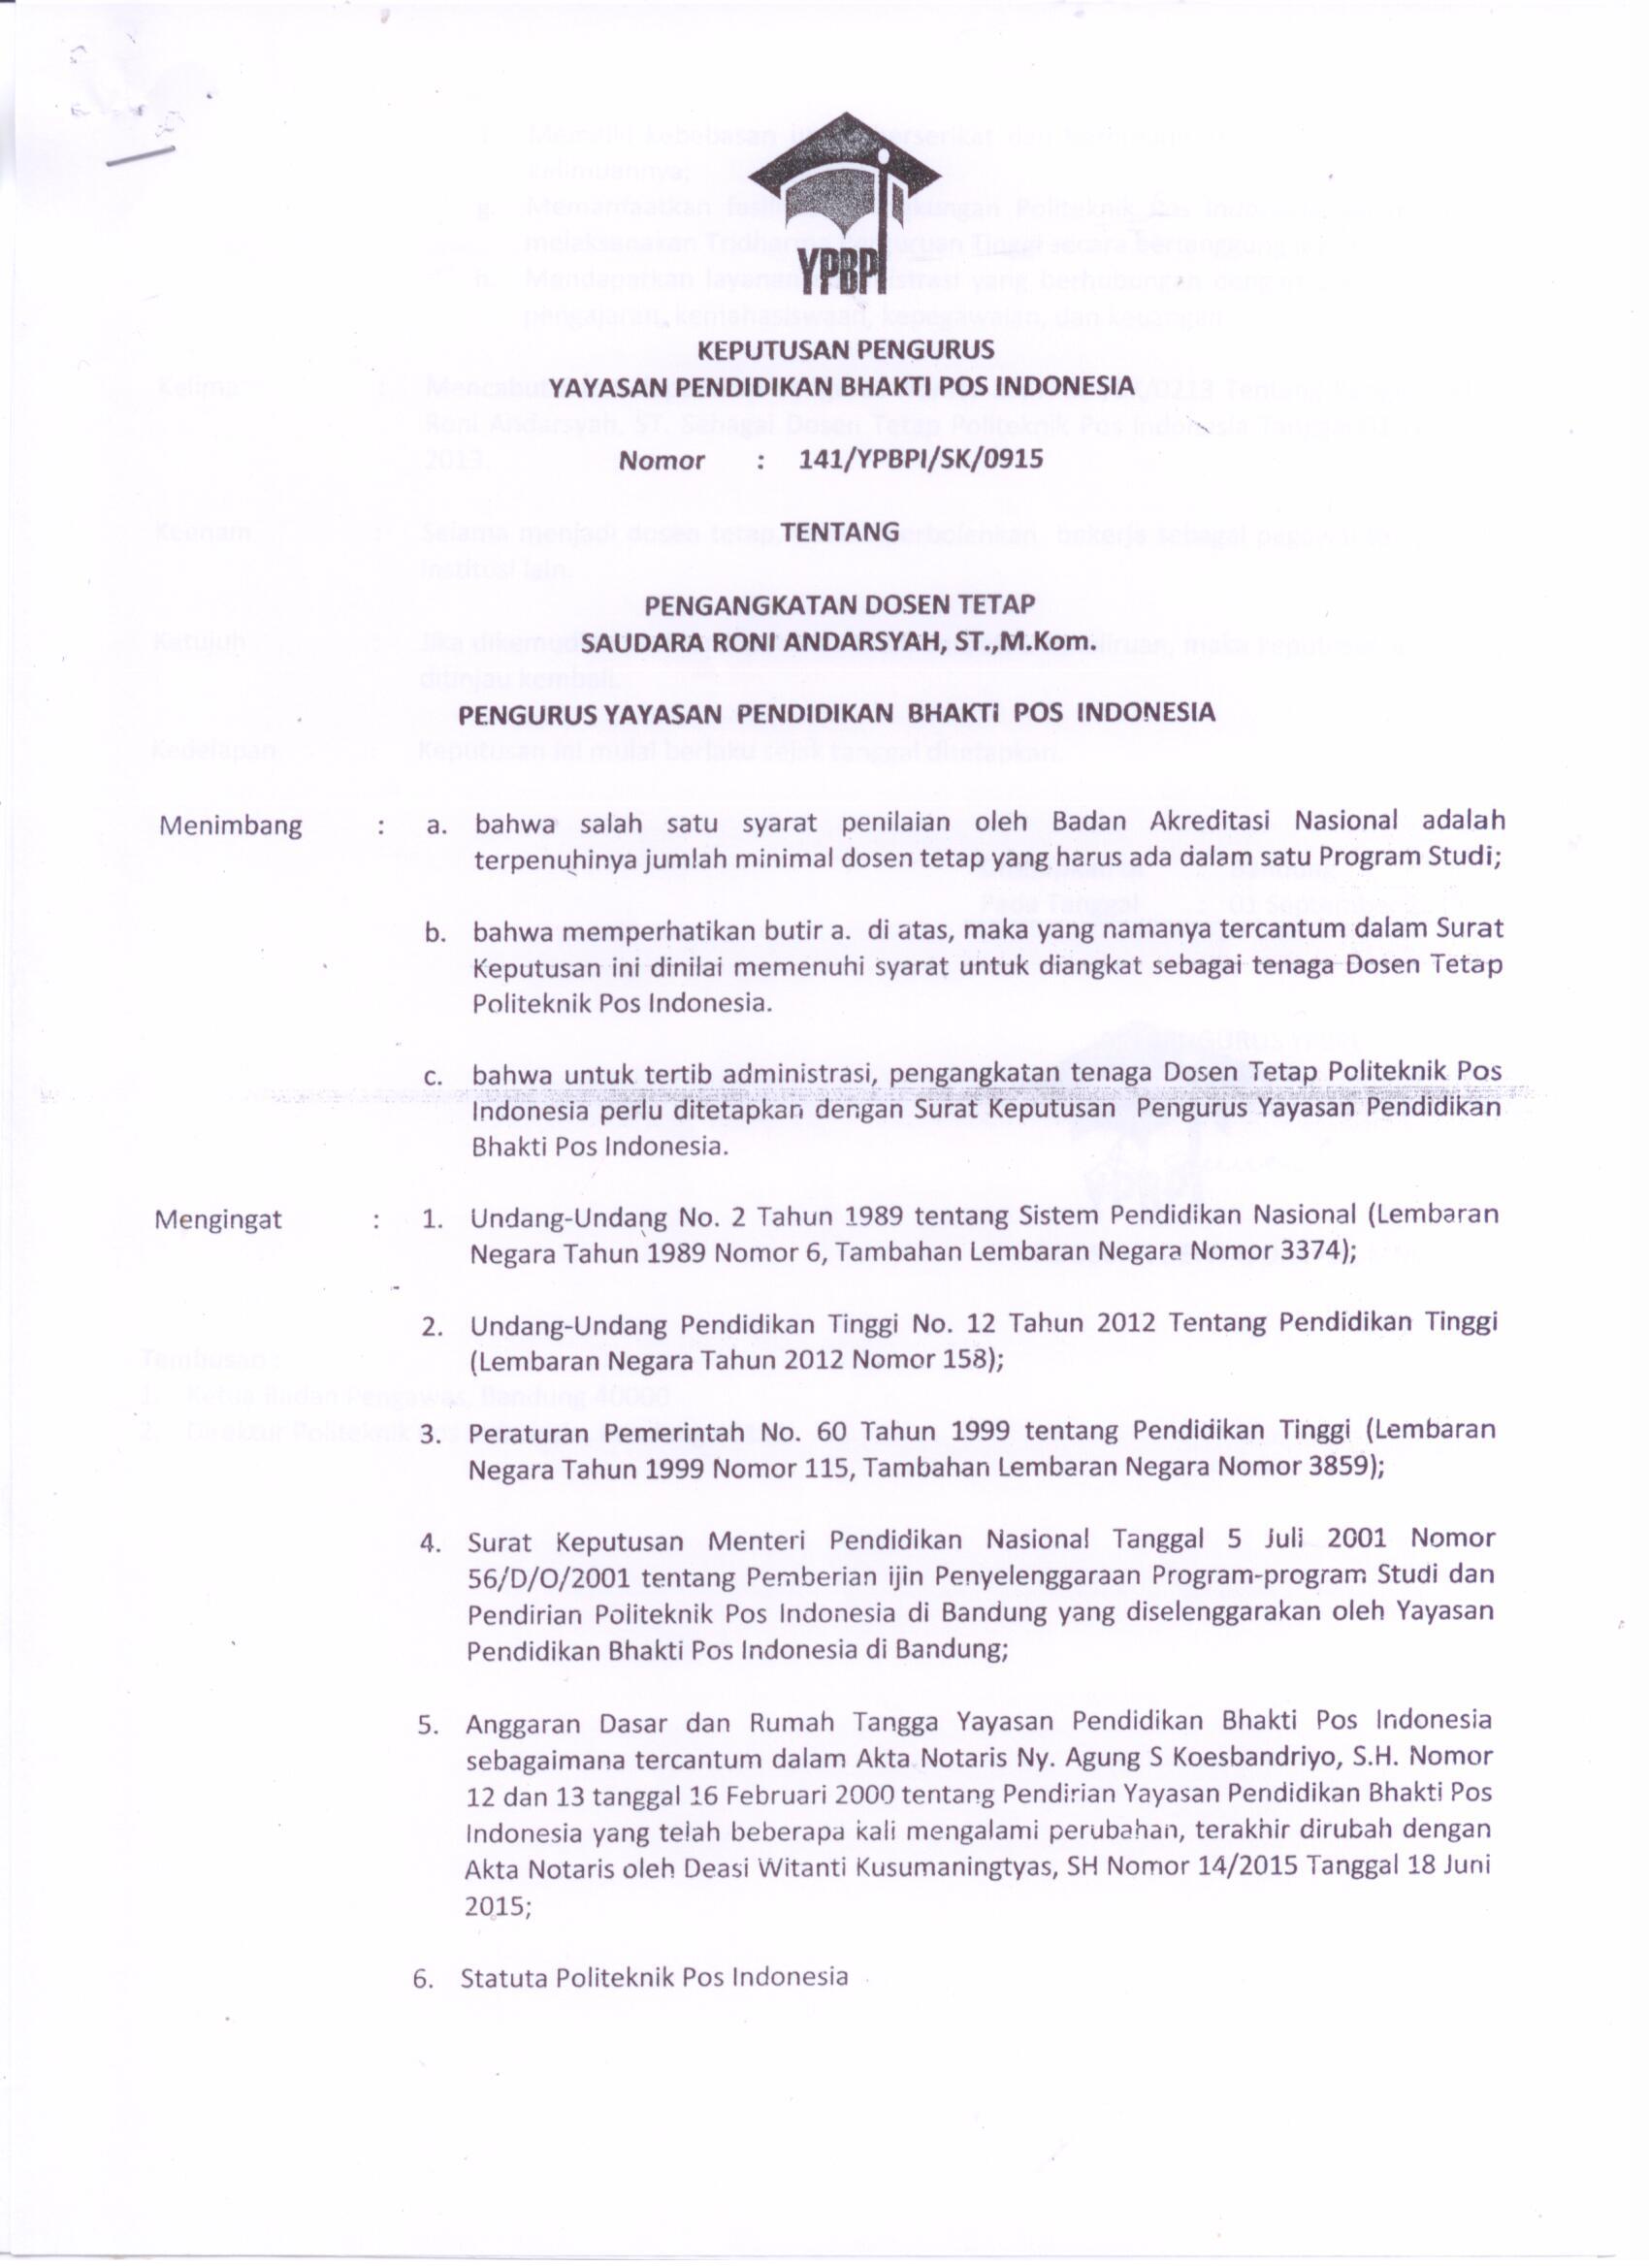 YPBPI
KEPUTUSAN PENGURUS
YAYASAN PENDIDIKAN BHAKTI POS INDONESIA
Nomor : 141/YPBPI/SK/0915
TENTANG
PENGANGKATAN DOSEN TETAP
SAUDARA RONI ANDARSYAH, ST.,M.Kom.
PENGURUS YAYASAN PENDIDIKAN BHAKTI POS INDONESIA
Menimbang : a. bahwa salah satu syarat penilaian oleh Badan Akreditasi Nasional adalah
terpenuhinya jumlah minimal dosen tetap yang harus ada dalam satu Program Studi;
b. bahwa memperhatikan butir a. di atas, maka yang namanya tercantum dalam Surat
Keputusan ini dinilai memenuhi syarat untuk diangkat sebagai tenaga Dosen Tetap
Politeknik Pos Indonesia.
c. bahwa untuk tertib administrasi, pengangkatan tenaga Dosen Tetap Politeknik Pos
Indonesia perlu ditetapkan dengan Surat Keputusan Pengurus Yayasan Pendidikan
Bhakti Pos Indonesia.
Mengingat : 1. Undang-Undang No. 2 Tahun 1989 tentang Sistem Pendidikan Nasional (Lembaran
Negara Tahun 1989 Nomor 6, Tambahan Lembaran Negara Nomor 3374);
2. Undang-Undang Pendidikan Tinggi No. 12 Tahun 2012 Tentang Pendidikan Tinggi
(Lembaran Negara Tahun 2012 Nomor 158);
3. Peraturan Pemerintah No. 60 Tahun 1999 tentang Pendidikan Tinggi (Lembaran
Negara Tahun 1999 Nomor 115, Tambahan Lembaran Negara Nomor 3859);
4. Surat Keputusan Menteri Pendidikan Nasional Tanggal 5 Juli 2001 Nomor
56/D/O/2001 tentang Pemberian ijin Penyelenggaraan Program-program Studi dan
Pendirian Politeknik Pos Indonesia di Bandung yang diselenggarakan oleh Yayasan
Pendidikan Bhakti Pos Indonesia di Bandung;
5. Anggaran Dasar dan Rumah Tangga Yayasan Pendidikan Bhakti Pos Indonesia
sebagaimana tercantum dalam Akta Notaris Ny. Agung S Koesbandriyo, S.H. Nomor
12 dan 13 tanggal 16 Februari 2000 tentang Pendirian Yayasan Pendidikan Bhakti Pos
Indonesia yang telah beberapa kali mengalami perubahan, terakhir dirubah dengan
Akta Notaris oleh Deasi Witanti Kusumaningtyas, SH Nomor 14/2015 Tanggal 18 Juni
2015;
6. Statuta Politeknik Pos Indonesia